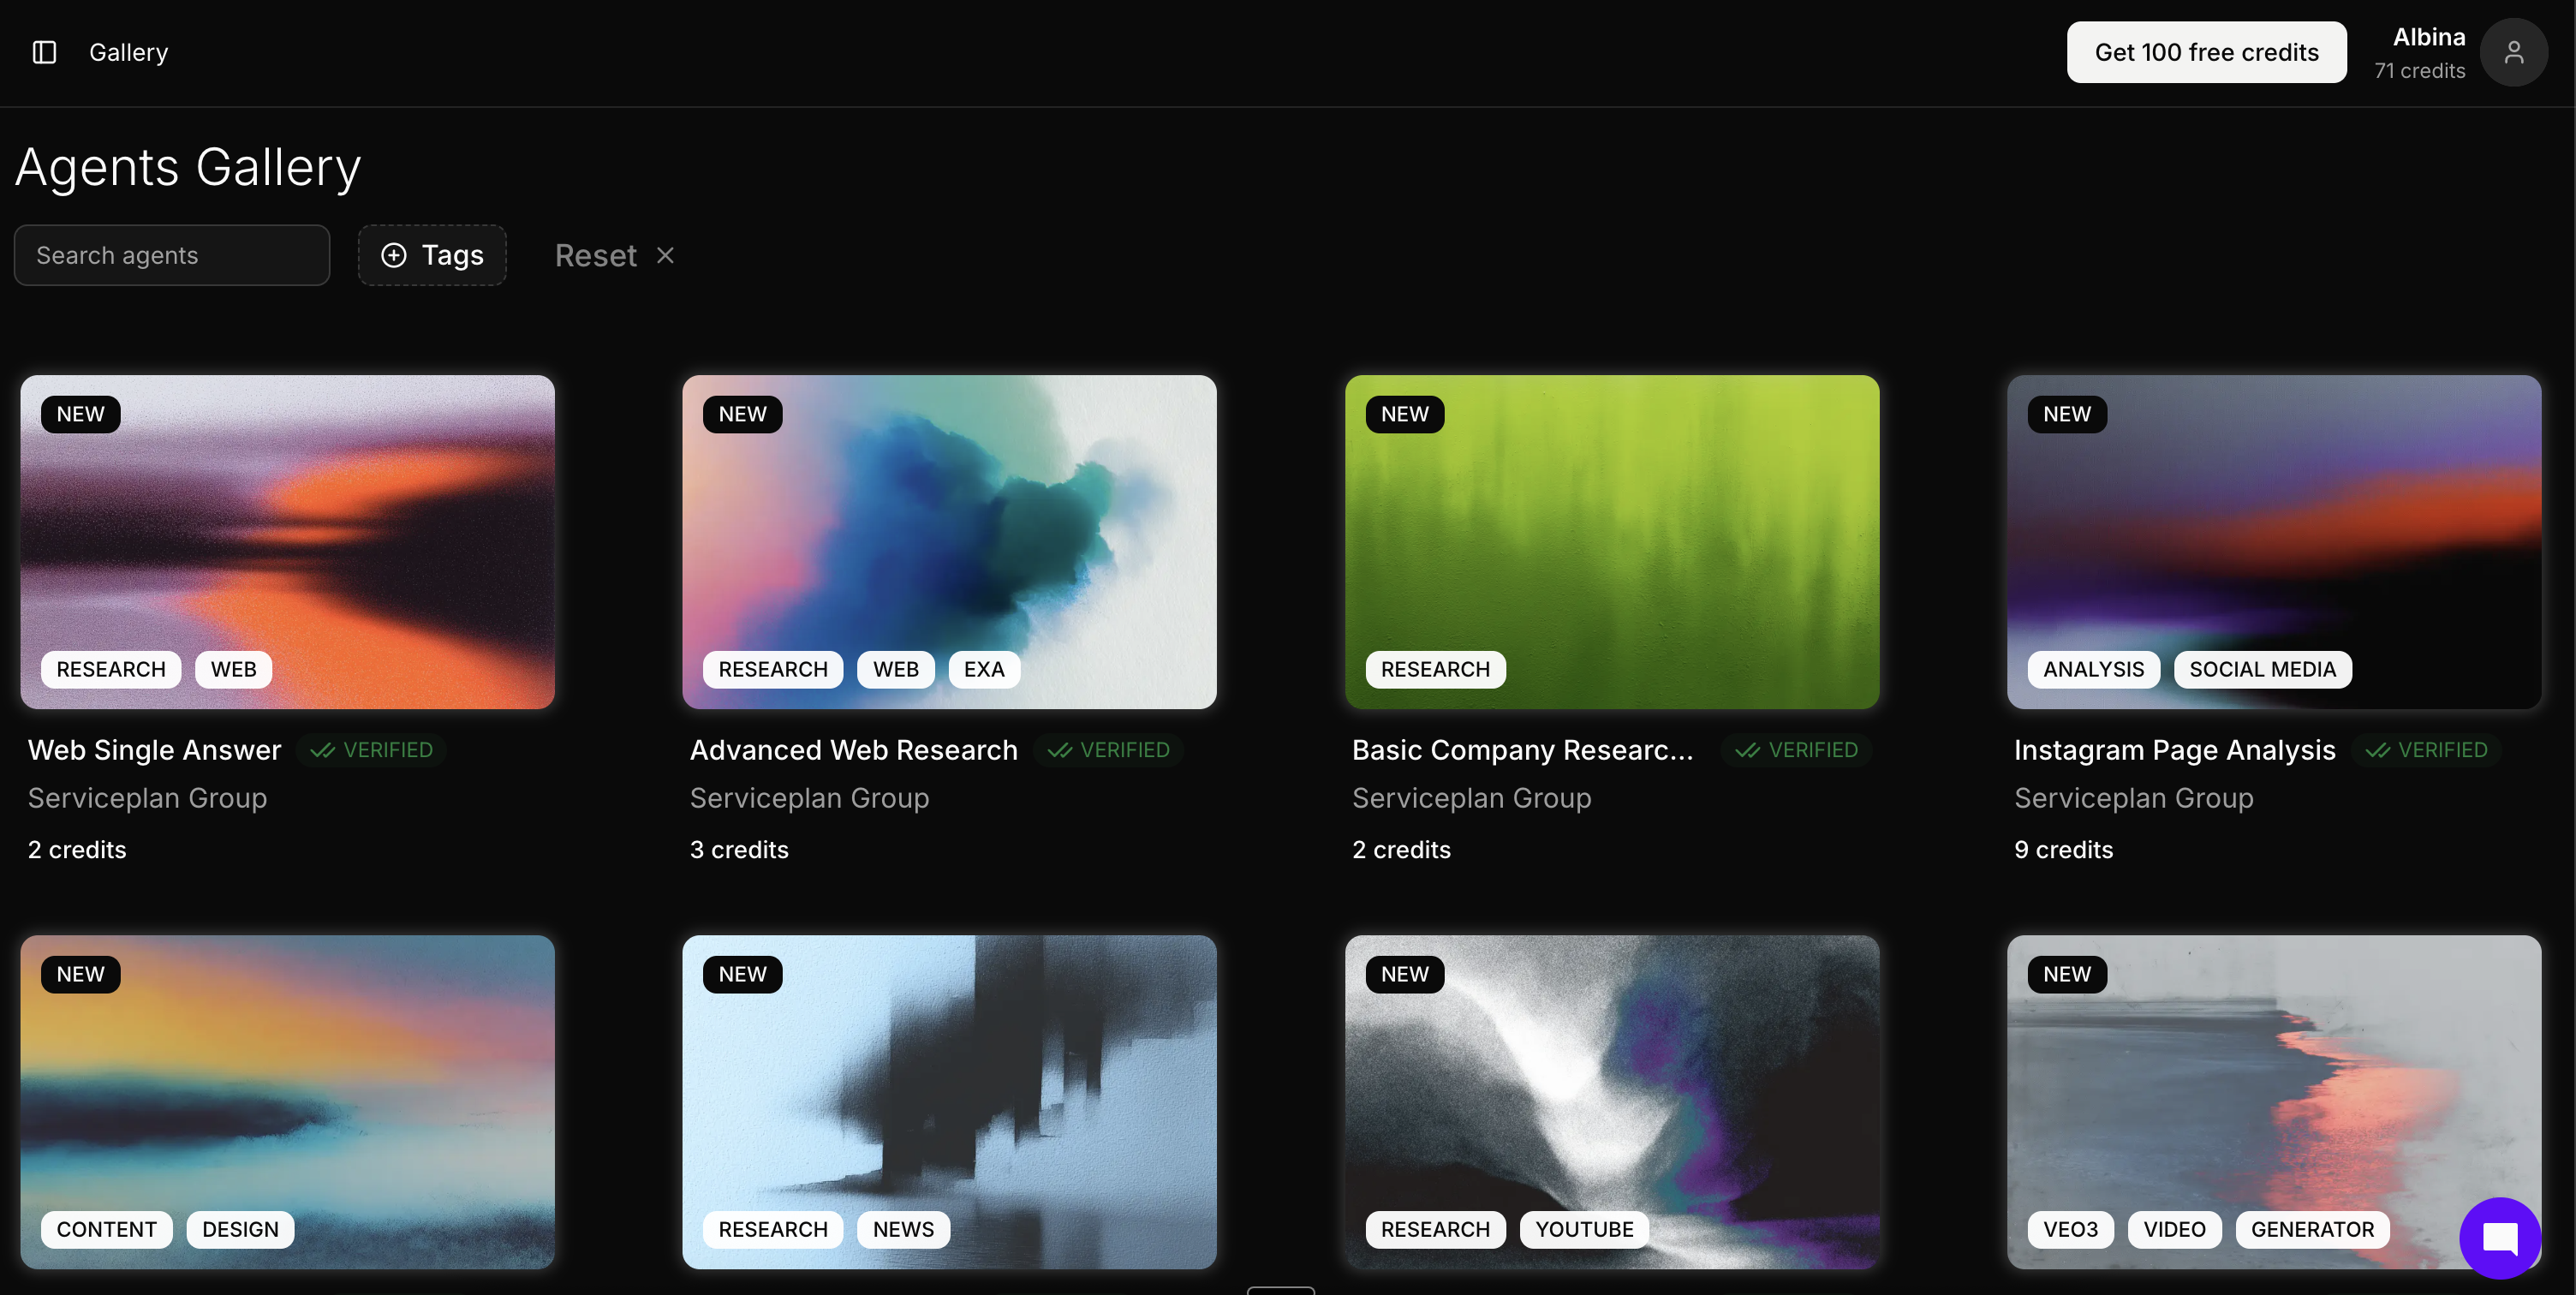 Gallery
Get 100 free credits
Albina
71 credits
Agents Gallery
Search agents
Tags
Reset
NEW
RESEARCH WEB
Web Single Answer VERIFIED
Serviceplan Group
2 credits
NEW
RESEARCH WEB EXA
Advanced Web Research VERIFIED
Serviceplan Group
3 credits
NEW
RESEARCH
Basic Company Researc... VERIFIED
Serviceplan Group
2 credits
NEW
ANALYSIS SOCIAL MEDIA
Instagram Page Analysis VERIFIED
Serviceplan Group
9 credits
NEW
CONTENT DESIGN
NEW
RESEARCH NEWS
NEW
RESEARCH YOUTUBE
NEW
VEO3 VIDEO GENERATOR